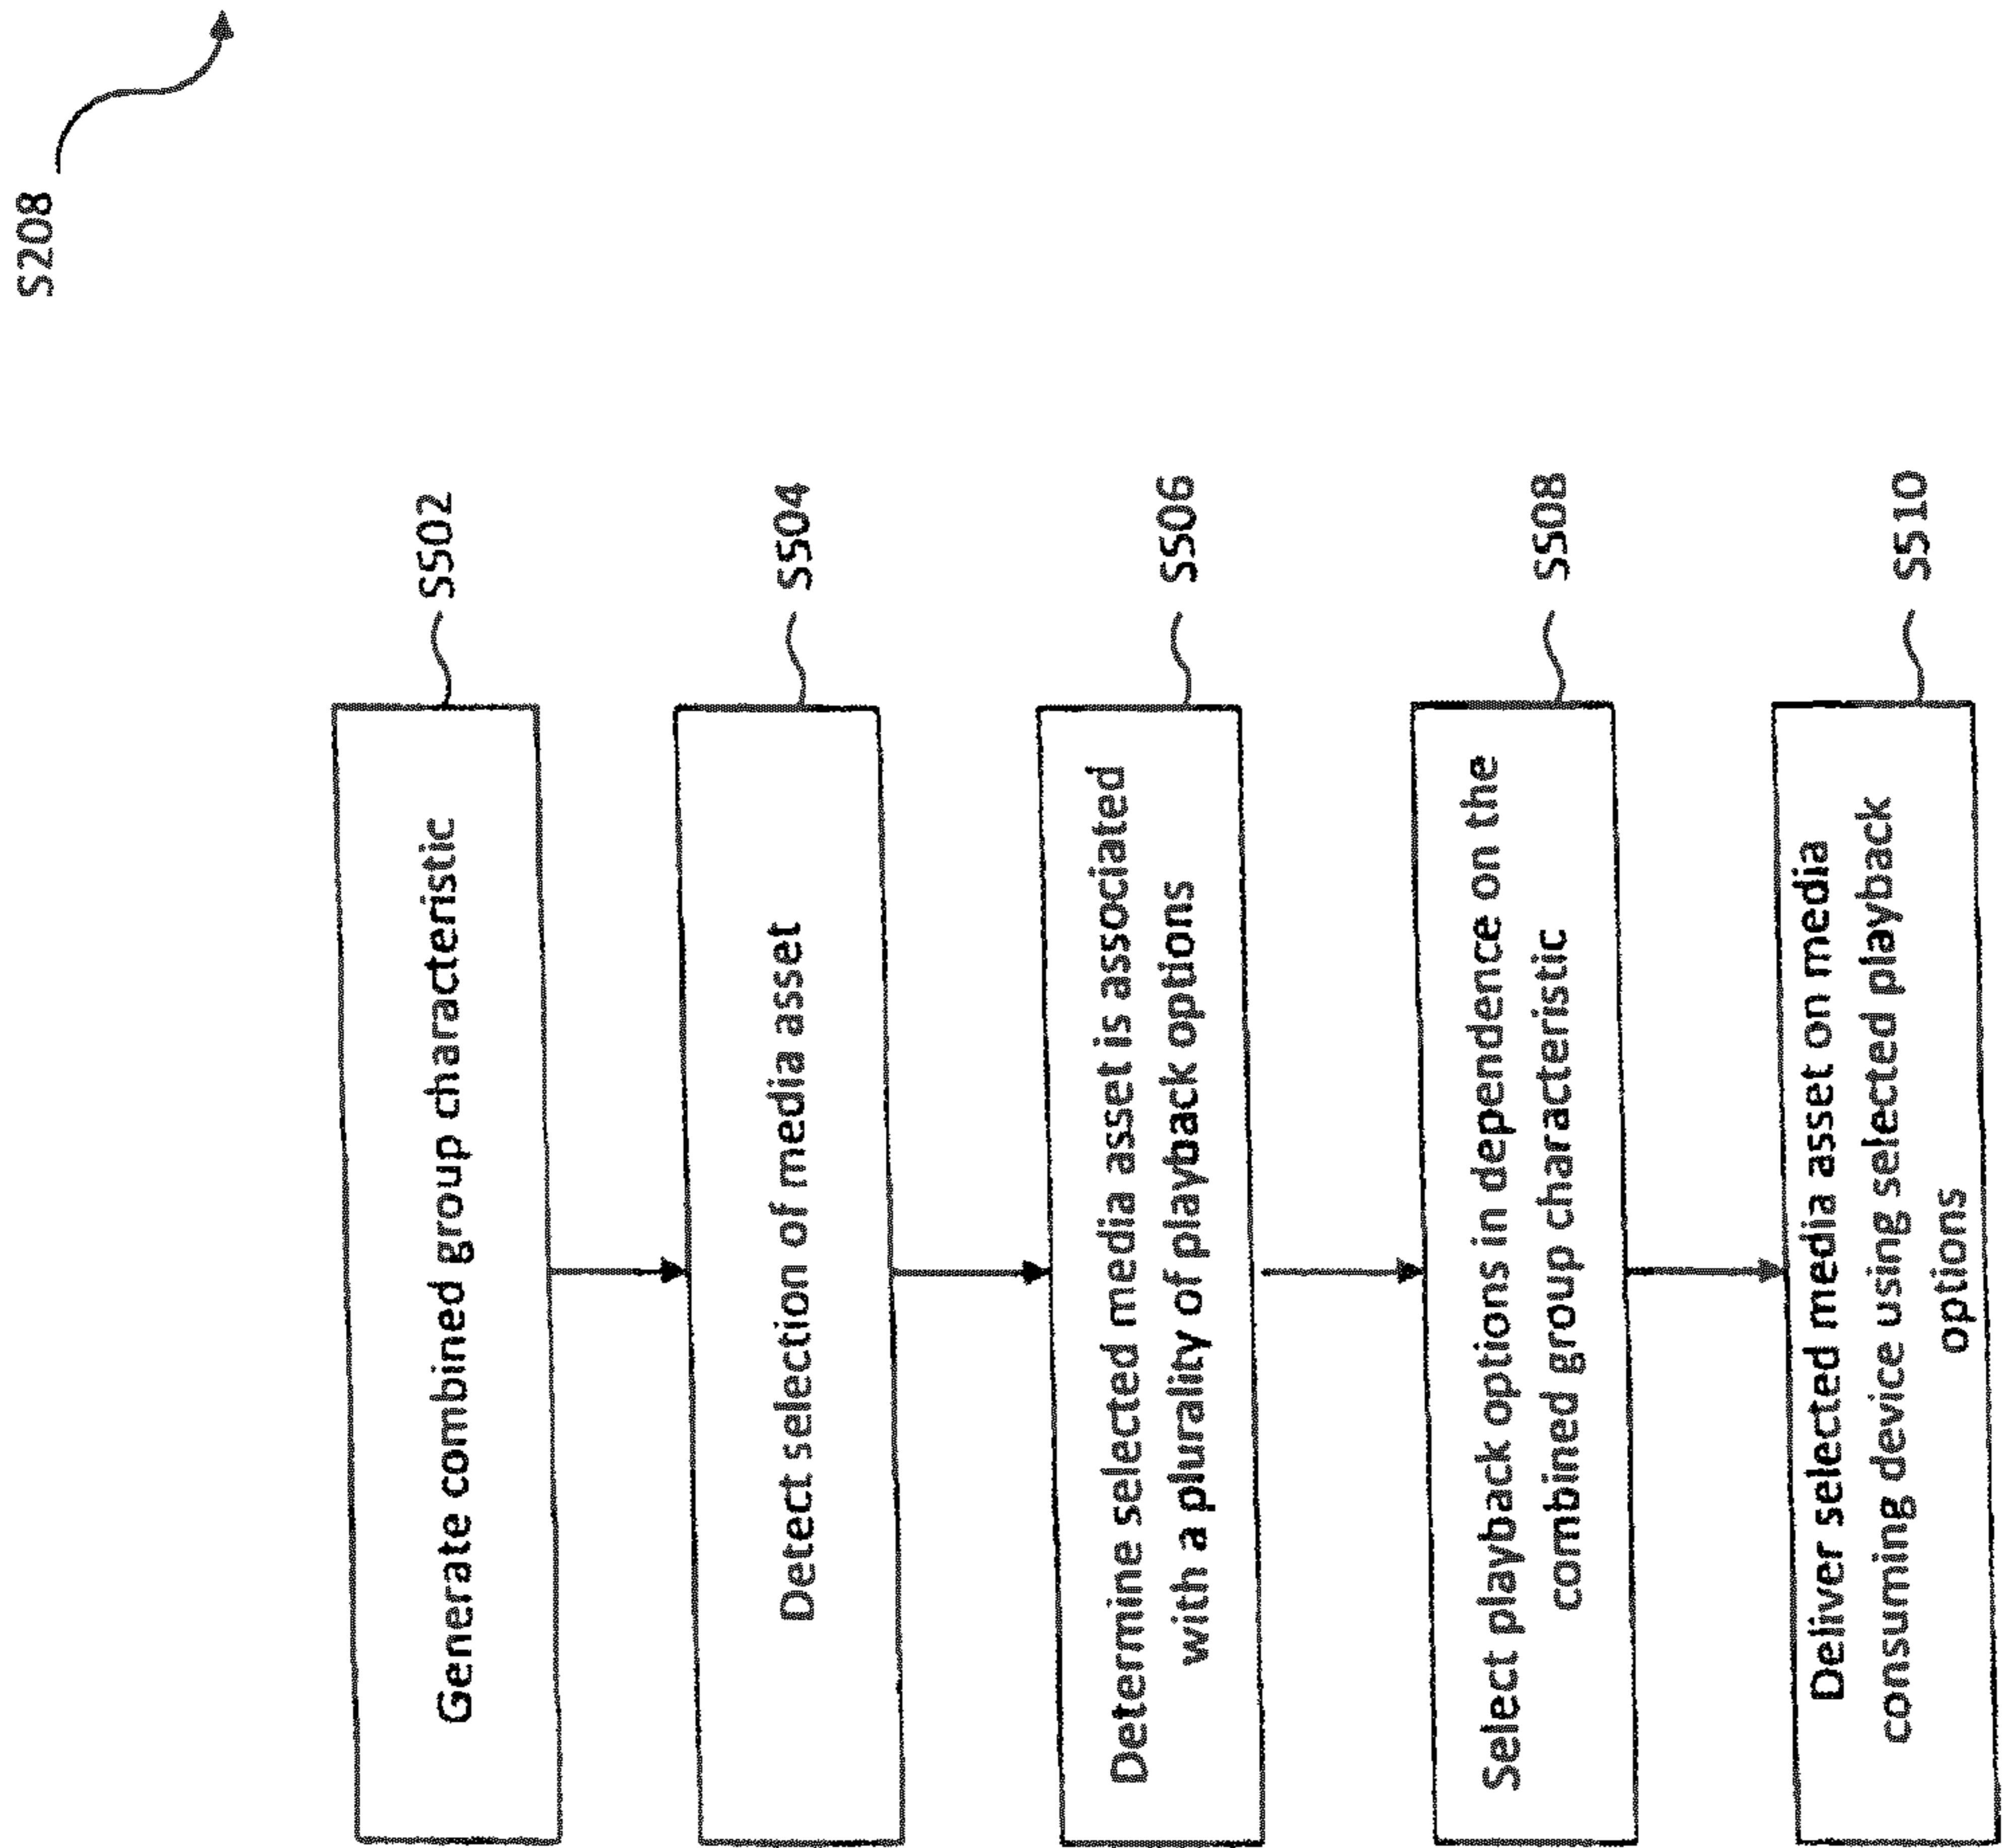 S208
Generate combined group characteristic
S502
Detect selection of media asset
S504
Determine selected media asset is associated
with a plurality of playback options
S506
Select playback options in dependence on the
combined group characteristic
S508
Deliver selected media asset on media
consuming device using selected playback
options
S510